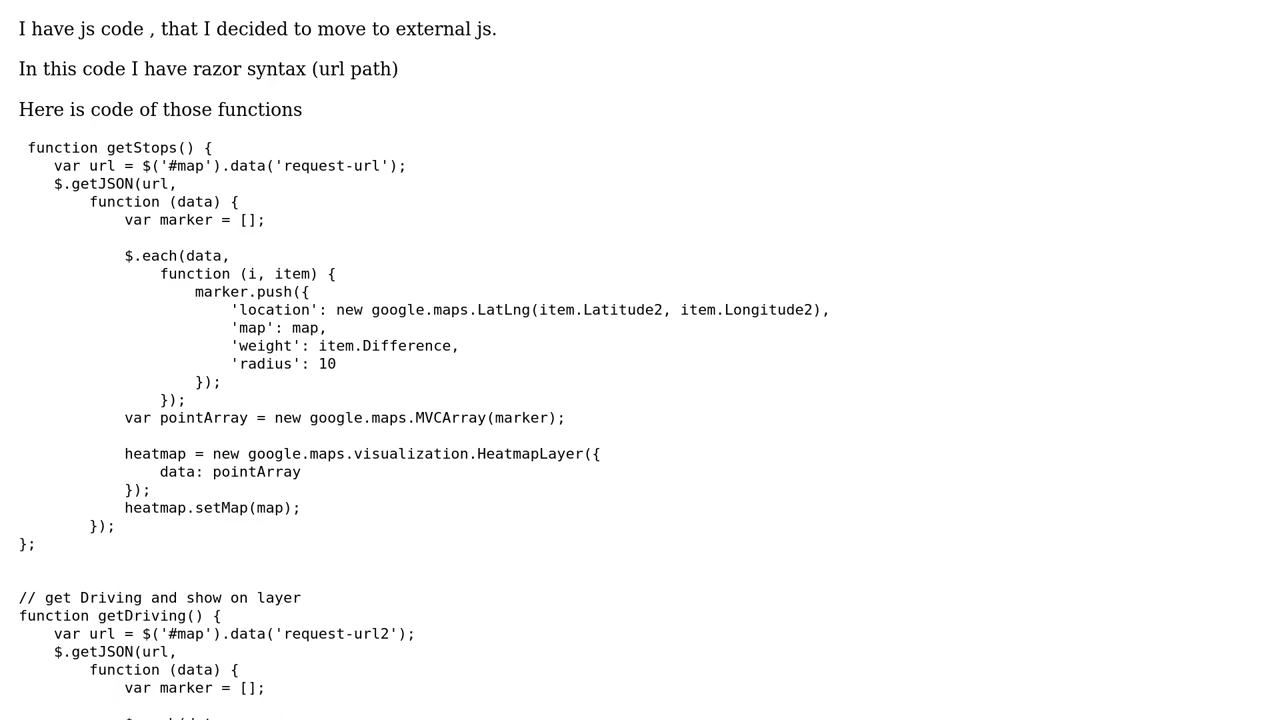 I have js code , that I decided to move to external js.
In this code I have razor syntax (url path)
Here is code of those functions
function getStops() {
    var url = $('#map').data('request-url');
    $.getJSON(url,
        function (data) {
            var marker = [];
            $.each(data,
                function (i, item) {
                    marker.push({
                        'location': new google.maps.LatLng(item.Latitude2, item.Longitude2),
                        'map': map,
                        'weight': item.Difference,
                        'radius': 10
                    });
                });
            var pointArray = new google.maps.MVCArray(marker);
            heatmap = new google.maps.visualization.HeatmapLayer({
                data: pointArray
            });
            heatmap.setMap(map);
        });
};
// get Driving and show on layer
function getDriving() {
    var url = $('#map').data('request-url2');
    $.getJSON(url,
        function (data) {
            var marker = [];